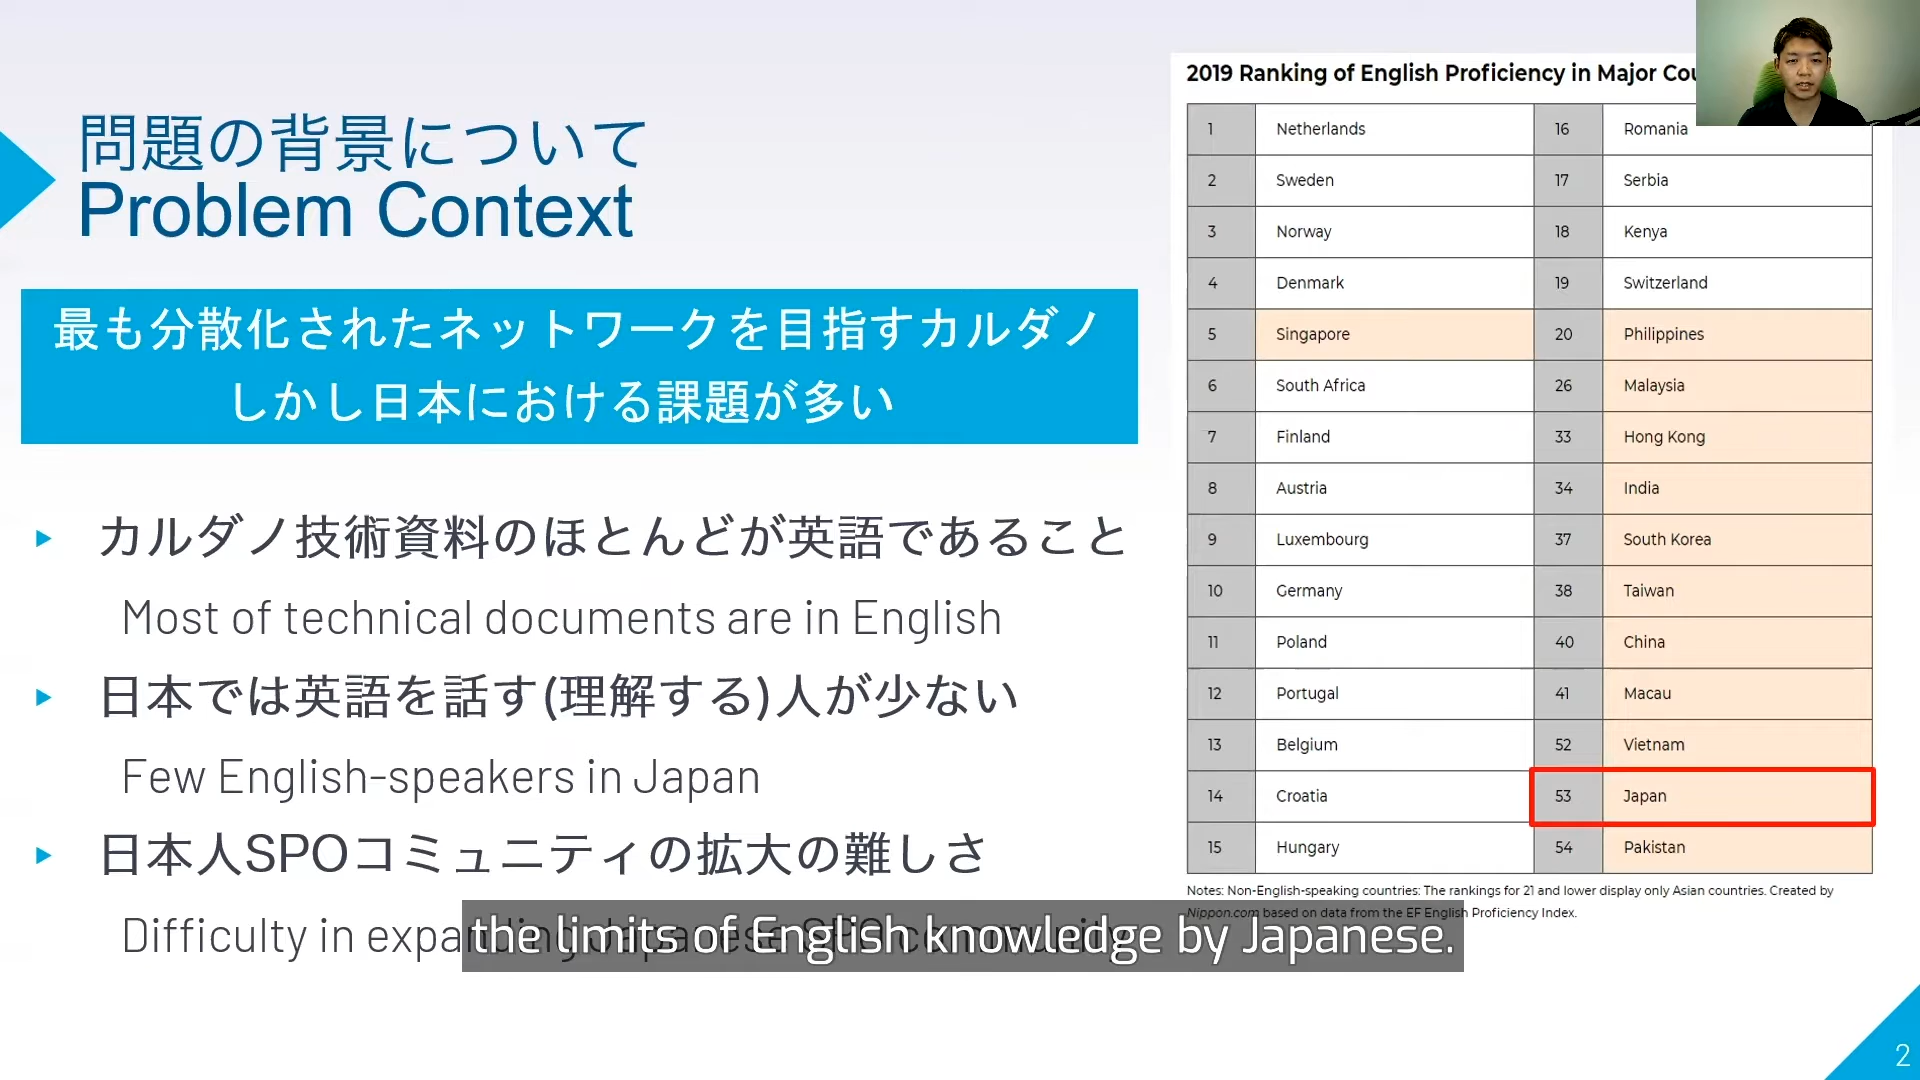 問題の背景について
Problem Context
最も分散化されたネットワークを目指すカルダノ
しかし日本における課題が多い
カルダノ技術資料のほとんどが英語であること
Most of technical documents are in English
日本では英語を話す(理解する)人が少ない
Few English-speakers in Japan
日本人SPOコミュニティの拡大の難しさ
Difficulty in expanding Japanese SPO community
the limits of English knowledge by Japanese.
2019 Ranking of English Proficiency in Major
1 Netherlands 16 Romania
2 Sweden 17 Serbia
3 Norway 18 Kenya
4 Denmark 19 Switzerland
5 Singapore 20 Philippines
6 South Africa 26 Malaysia
7 Finland 33 Hong Kong
8 Austria 34 India
9 Luxembourg 37 South Korea
10 Germany 38 Taiwan
11 Poland 40 China
12 Portugal 41 Macau
13 Belgium 52 Vietnam
14 Croatia 53 Japan
15 Hungary 54 Pakistan
Notes: Non-English-speaking countries: The rankings for 21 and lower display only Asian countries. Created by
Nippon.com based on data from the EF English Proficiency Index.
2